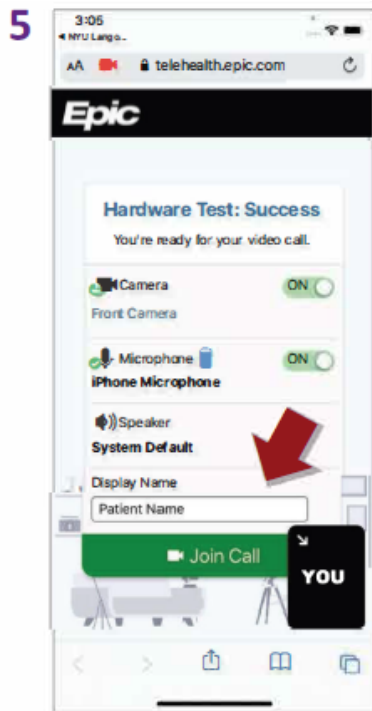 5
3:05
◀ NYU Lango...
AA telehealth.epic.com
Epic
Hardware Test: Success
You're ready for your video call.
Camera
ON
Front Camera
Microphone
ON
iPhone Microphone
Speaker
System Default
Display Name
Patient Name
Join Call
YOU